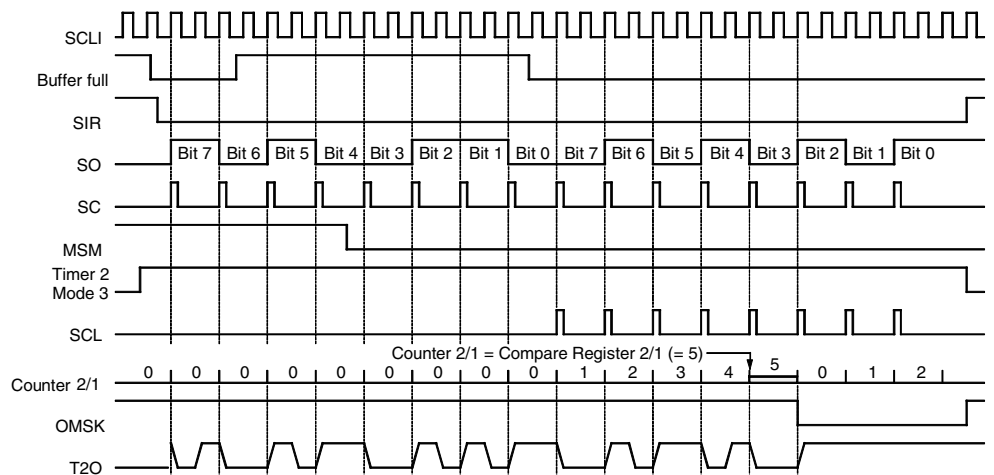 SCLI
Buffer full
SIR
SO Bit 7 Bit 6 Bit 5 Bit 4 Bit 3 Bit 2 Bit 1 Bit 0 Bit 7 Bit 6 Bit 5 Bit 4 Bit 3 Bit 2 Bit 1 Bit 0
SC
MSM
Timer 2
Mode 3
SCL
Counter 2/1 = Compare Register 2/1 (= 5)
Counter 2/1 0 0 0 0 0 0 0 0 0 1 2 3 4 5 0 1 2
OMSK
T2O